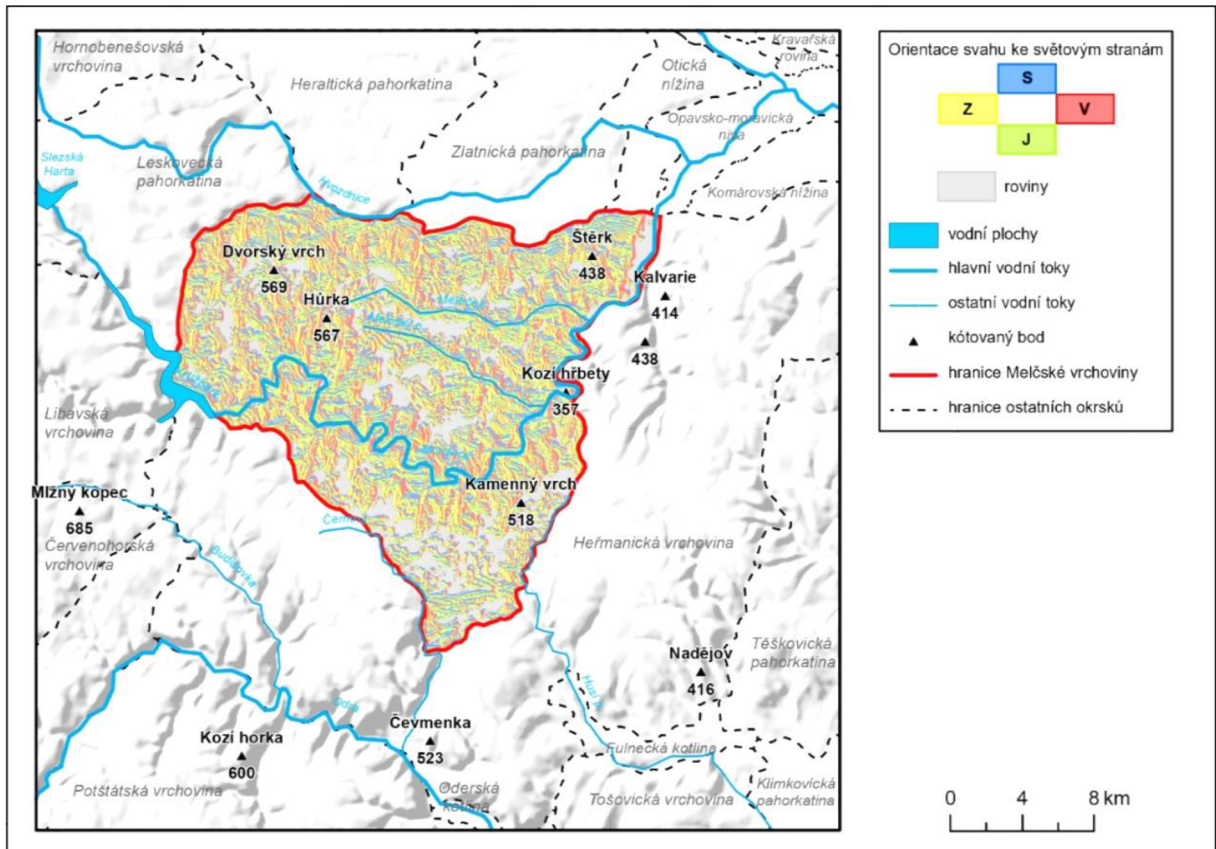 Hornobenešovská
vrchovina
Heraltická pahorkatina
Otická
nížina
Kravařská
rovina
Opavsko-moravická
niva
Slezská
Harta
Leskovecká
pahorkatina
Zlatnická pahorkatina
Hvozdnice
Komárovská nížina
Štěrk
438
Dvorský vrch
569
Kalvarie
414
Hůrka
567
438
Kozí hřbety
357
Libavská
vrchovina
Kamenný vrch
518
Mlžný kopec
685
Červenohorská
vrchovina
Budišovka
Heřmanická vrchovina
Těškovická
pahorkatina
Nadějov
416
Husí p.
Odra
Čevmenka
523
Kozí horka
600
Fulnecká kotlina
Potštátská vrchovina
Oderská
kotlina
Tošovická vrchovina
Klimkovická
pahorkatina
Orientace svahu ke světovým stranám
S
Z
V
J
roviny
vodní plochy
hlavní vodní toky
ostatní vodní toky
kótovaný bod
hranice Melčské vrchoviny
hranice ostatních okrsků
0 4 8 km